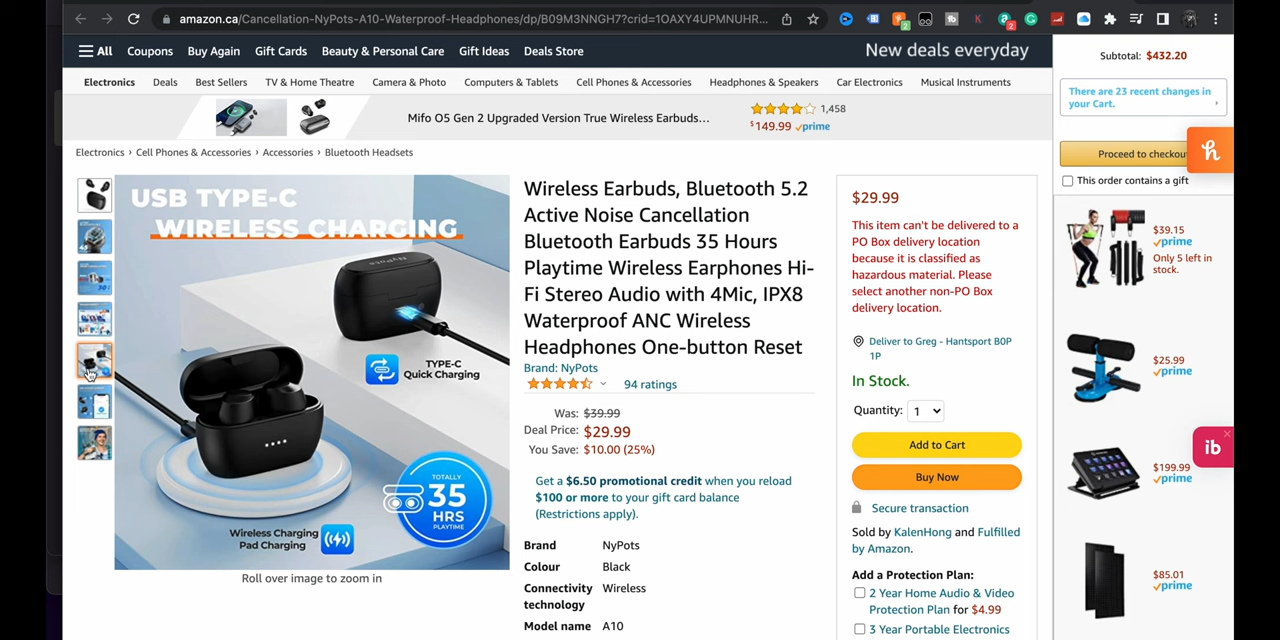 amazon.ca/Cancellation-NyPots-A10-Waterproof-Headphones/dp/B09M3NNGH7?crid=1OAXY4UPMNUHR...
All Coupons Buy Again Gift Cards Beauty & Personal Care Gift Ideas Deals Store New deals everyday
Electronics Deals Best Sellers TV & Home Theatre Camera & Photo Computers & Tablets Cell Phones & Accessories Headphones & Speakers Car Electronics Musical Instruments
Mifo O5 Gen 2 Upgraded Version True Wireless Earbuds...
1,458
$149.99 prime
Electronics › Cell Phones & Accessories › Accessories › Bluetooth Headsets
USB TYPE-C
WIRELESS CHARGING
NyPots
TYPE-C
Quick Charging
TOTALLY
35
HRS
PLAYTIME
Wireless Charging
Pad Charging
Roll over image to zoom in
Wireless Earbuds, Bluetooth 5.2
Active Noise Cancellation
Bluetooth Earbuds 35 Hours
Playtime Wireless Earphones Hi-
Fi Stereo Audio with 4Mic, IPX8
Waterproof ANC Wireless
Headphones One-button Reset
Brand: NyPots
94 ratings
Was: $39.99
Deal Price: $29.99
You Save: $10.00 (25%)
Get a $6.50 promotional credit when you reload
$100 or more to your gift card balance
(Restrictions apply).
Brand NyPots
Colour Black
Connectivity Wireless
technology
Model name A10
$29.99
This item can't be delivered to a
PO Box delivery location
because it is classified as
hazardous material. Please
select another non-PO Box
delivery location.
Deliver to Greg - Hantsport B0P
1P
In Stock.
Quantity: 1
Add to Cart
Buy Now
Secure transaction
Sold by KalenHong and Fulfilled
by Amazon.
Add a Protection Plan:
2 Year Home Audio & Video
Protection Plan for $4.99
3 Year Portable Electronics
Subtotal: $432.20
There are 23 recent changes in
your Cart.
Proceed to checkou
h
This order contains a gift
$39.15
prime
Only 5 left in
stock.
$25.99
prime
ib
$199.99
prime
$85.01
prime